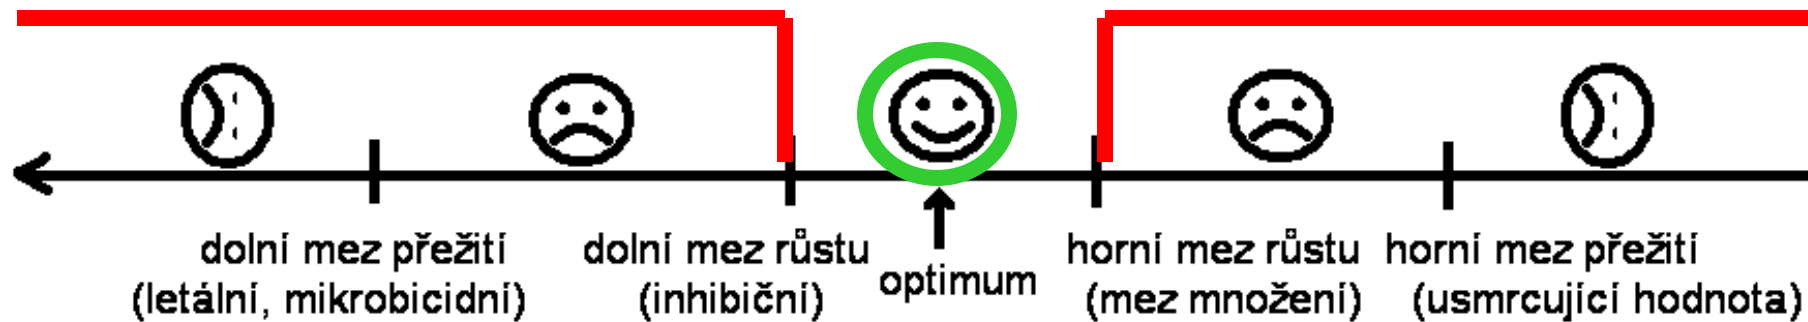 dolní mez přežití
(letální, mikrobicidní)
dolní mez růstu
(inhibiční)
optimum
horní mez růstu
(mez množení)
horní mez přežití
(usmrcující hodnota)